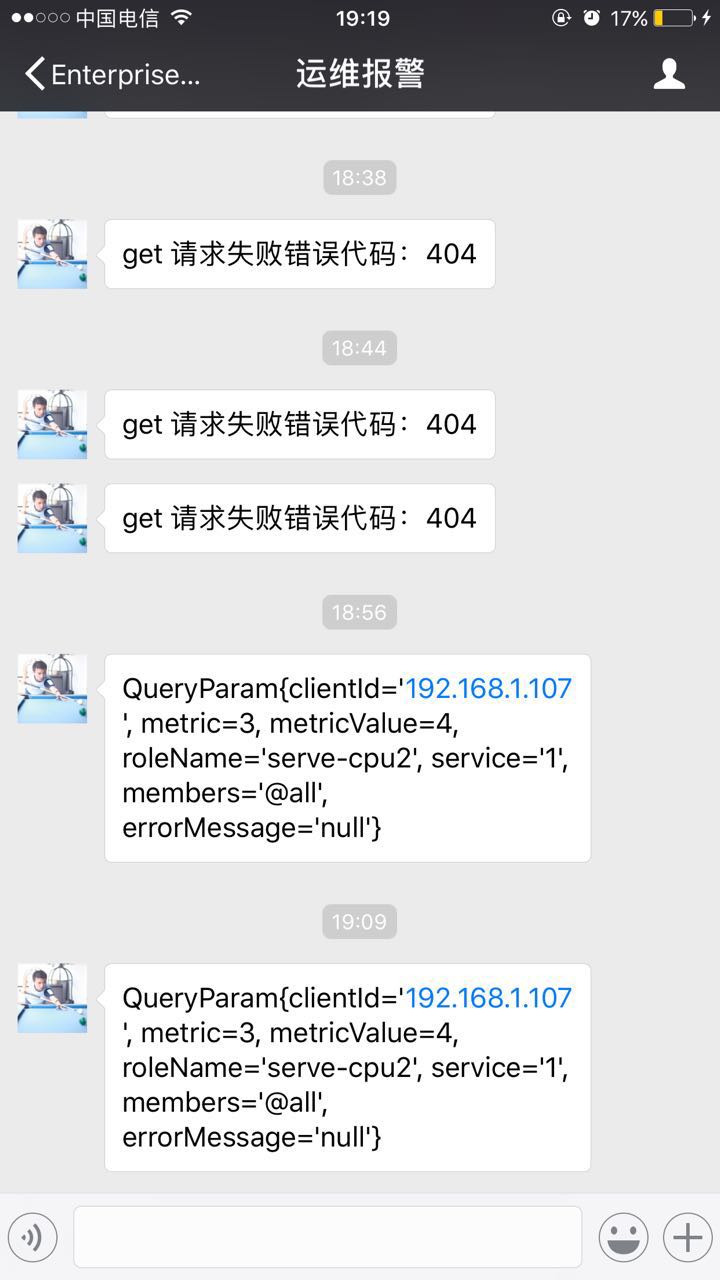 中国电信 19:19 17%
Enterprise... 运维报警
18:38
get 请求失败错误代码：404
18:44
get 请求失败错误代码：404
get 请求失败错误代码：404
18:56
QueryParam{clientId='192.168.1.107
', metric=3, metricValue=4,
roleName='serve-cpu2', service='1',
members='@all',
errorMessage='null'}
19:09
QueryParam{clientId='192.168.1.107
', metric=3, metricValue=4,
roleName='serve-cpu2', service='1',
members='@all',
errorMessage='null'}